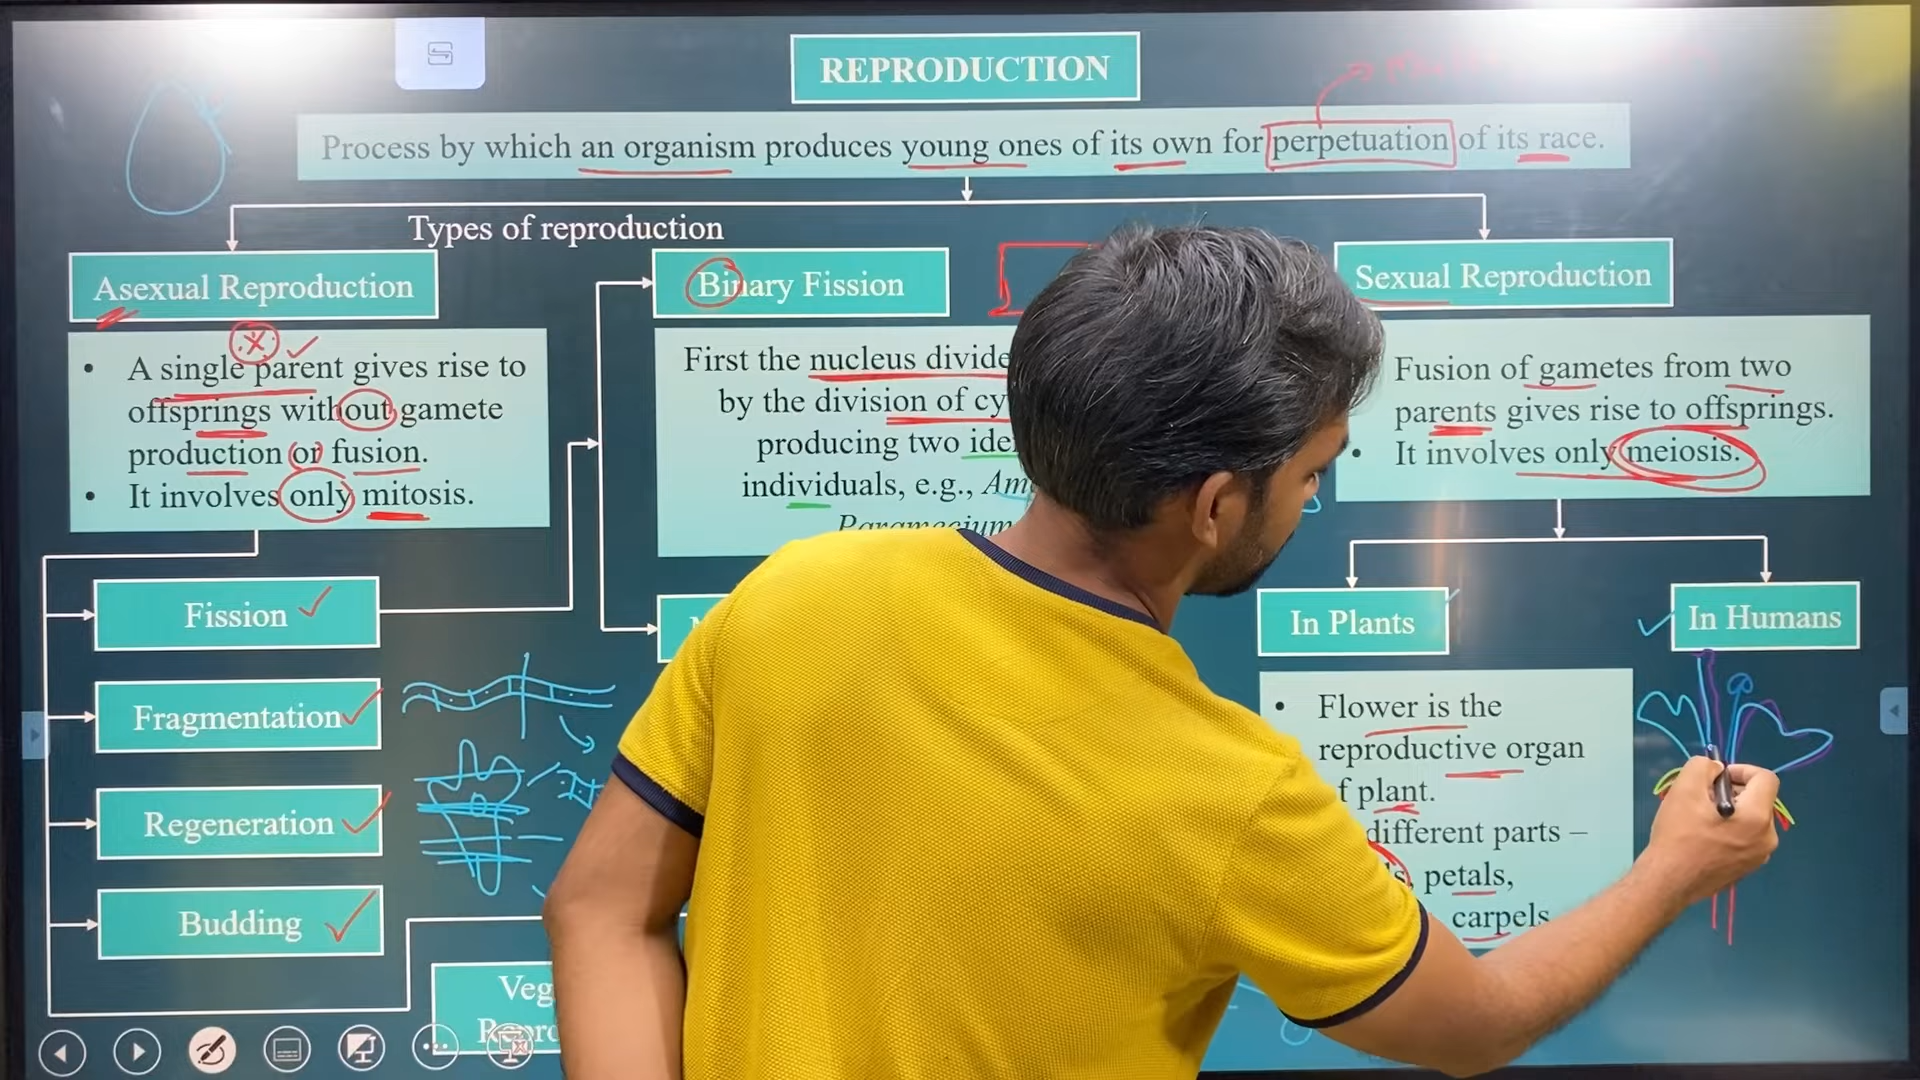 REPRODUCTION
Process by which an organism produces young ones of its own for perpetuation of its race.
Types of reproduction
Asexual Reproduction
• A single parent gives rise to
offsprings without gamete
production or fusion.
• It involves only mitosis.
Fission
Fragmentation
Regeneration
Budding
Binary Fission
First the nucleus divide
by the division of cy
producing two ide
individuals, e.g., Am
Paramecium
Veg
Repro
Sexual Reproduction
Fusion of gametes from two
parents gives rise to offsprings.
• It involves only meiosis.
In Plants
• Flower is the
reproductive organ
f plant.
different parts –
s, petals,
carpels
In Humans